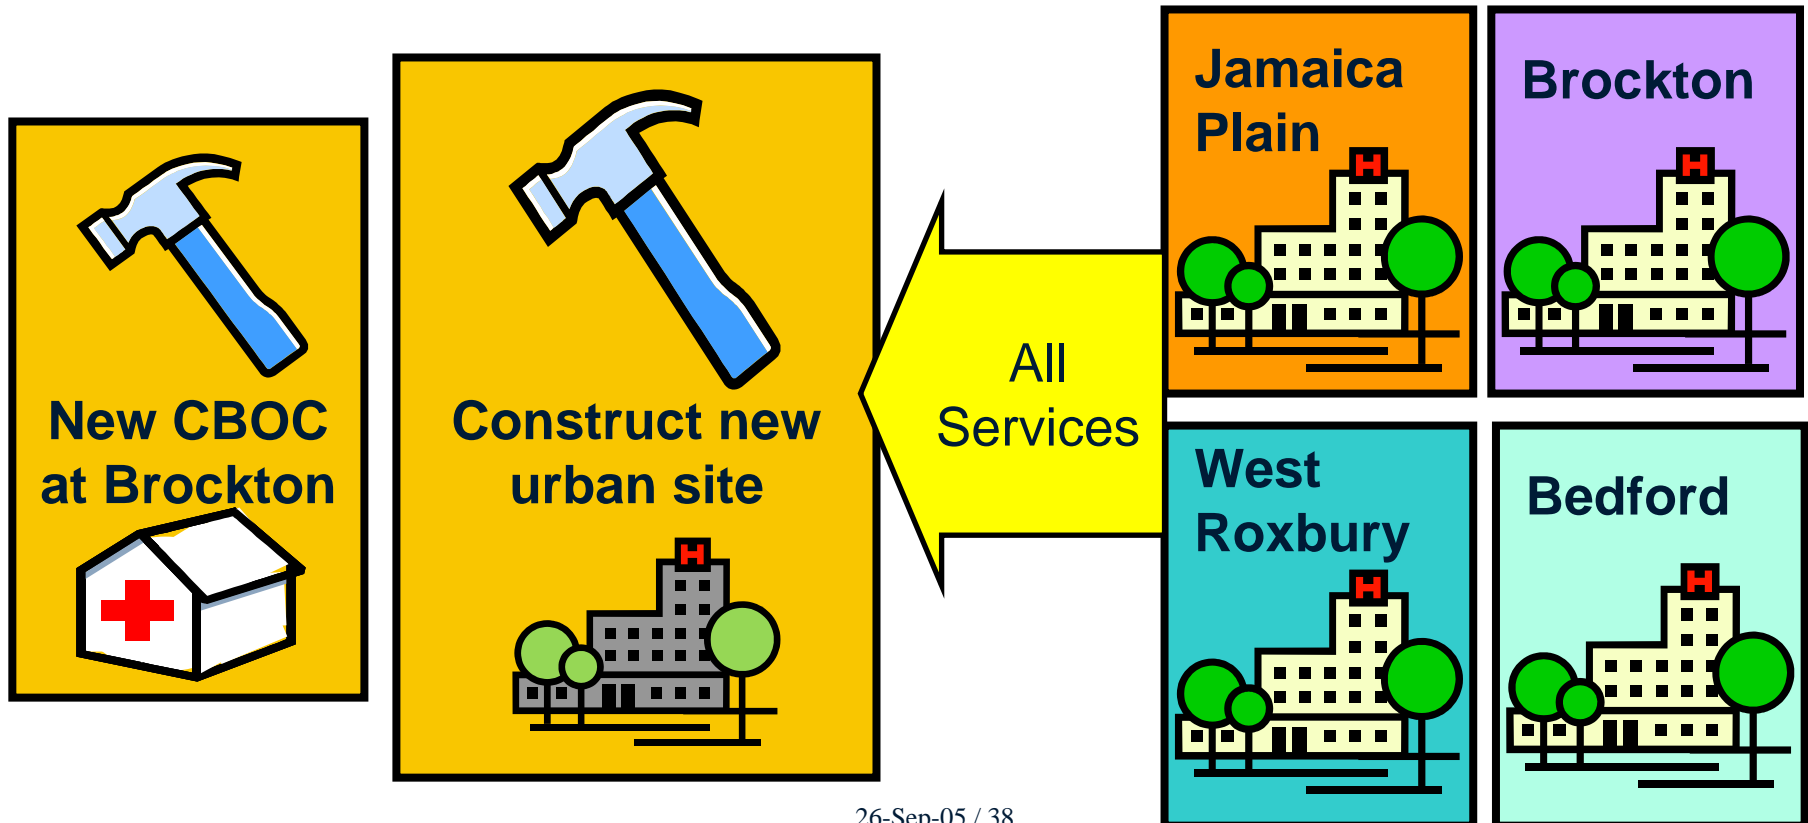 New CBOC
at Brockton
Construct new
urban site
All
Services
Jamaica
Plain
H
Brockton
H
West
Roxbury
H
Bedford
H
H
26-Sep-05 / 38